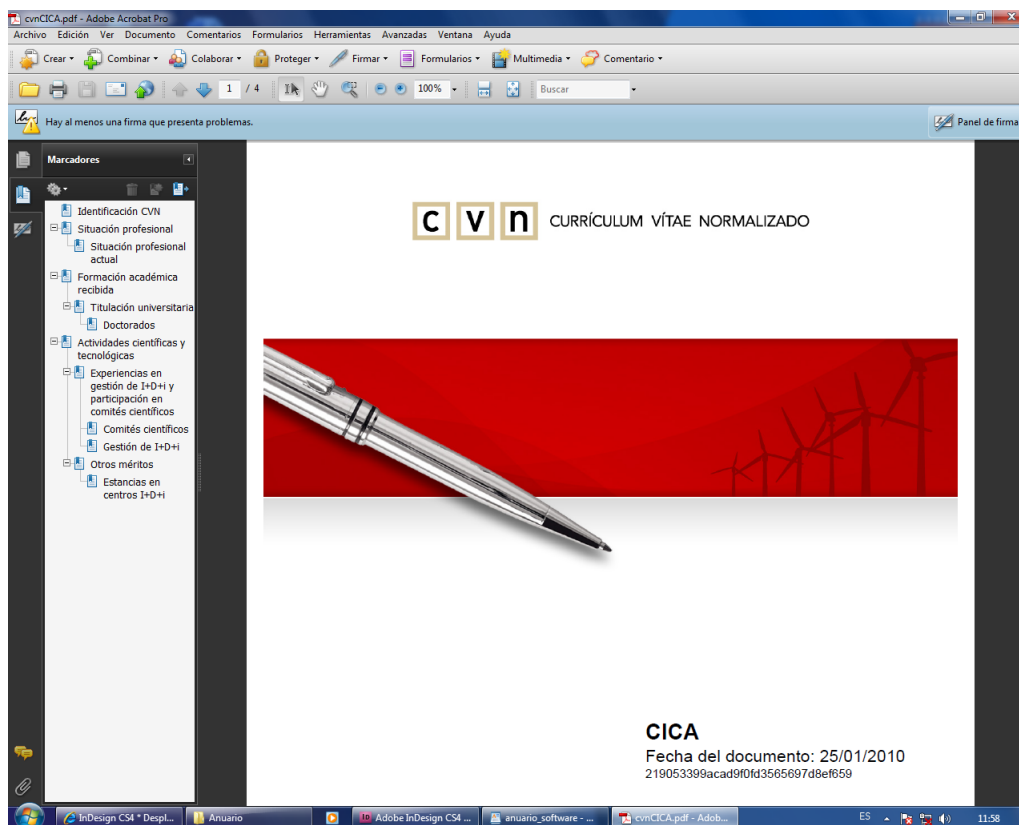 cvnCICA.pdf - Adobe Acrobat Pro
Archivo Edición Ver Documento Comentarios Formularios Herramientas Avanzadas Ventana Ayuda
Crear Combinar Colaborar Proteger Firmar Formularios Multimedia Comentario
1 / 4 100% Buscar
Hay al menos una firma que presenta problemas. Panel de firma
Marcadores
Identificación CVN
Situación profesional
Situación profesional
actual
Formación académica
recibida
Titulación universitaria
Doctorados
Actividades científicas y
tecnológicas
Experiencias en
gestión de I+D+i y
participación en
comités científicos
Comités científicos
Gestión de I+D+i
Otros méritos
Estancias en
centros I+D+i
c v n CURRÍCULUM VÍTAE NORMALIZADO
CICA
Fecha del documento: 25/01/2010
219053399acad9f0fd3565697d8ef659
InDesign CS4 * Despl... Anuario Adobe InDesign CS4 ... anuario_software - ... cvnCICA.pdf - Adob... ES 11:58